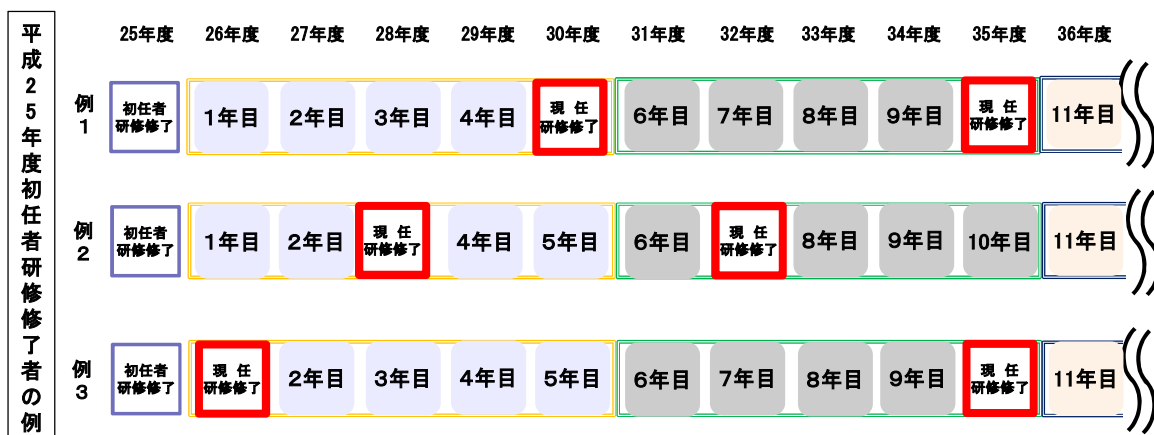 平成25年度初任者研修修了者の例
25年度 26年度 27年度 28年度 29年度 30年度 31年度 32年度 33年度 34年度 35年度 36年度
例1
初任者
研修修了
1年目 2年目 3年目 4年目
現 任
研修修了
6年目 7年目 8年目 9年目
現 任
研修修了
11年目
例2
初任者
研修修了
1年目 2年目
現 任
研修修了
4年目 5年目 6年目
現 任
研修修了
8年目 9年目 10年目 11年目
例3
初任者
研修修了
現 任
研修修了
2年目 3年目 4年目 5年目 6年目 7年目 8年目 9年目
現 任
研修修了
11年目